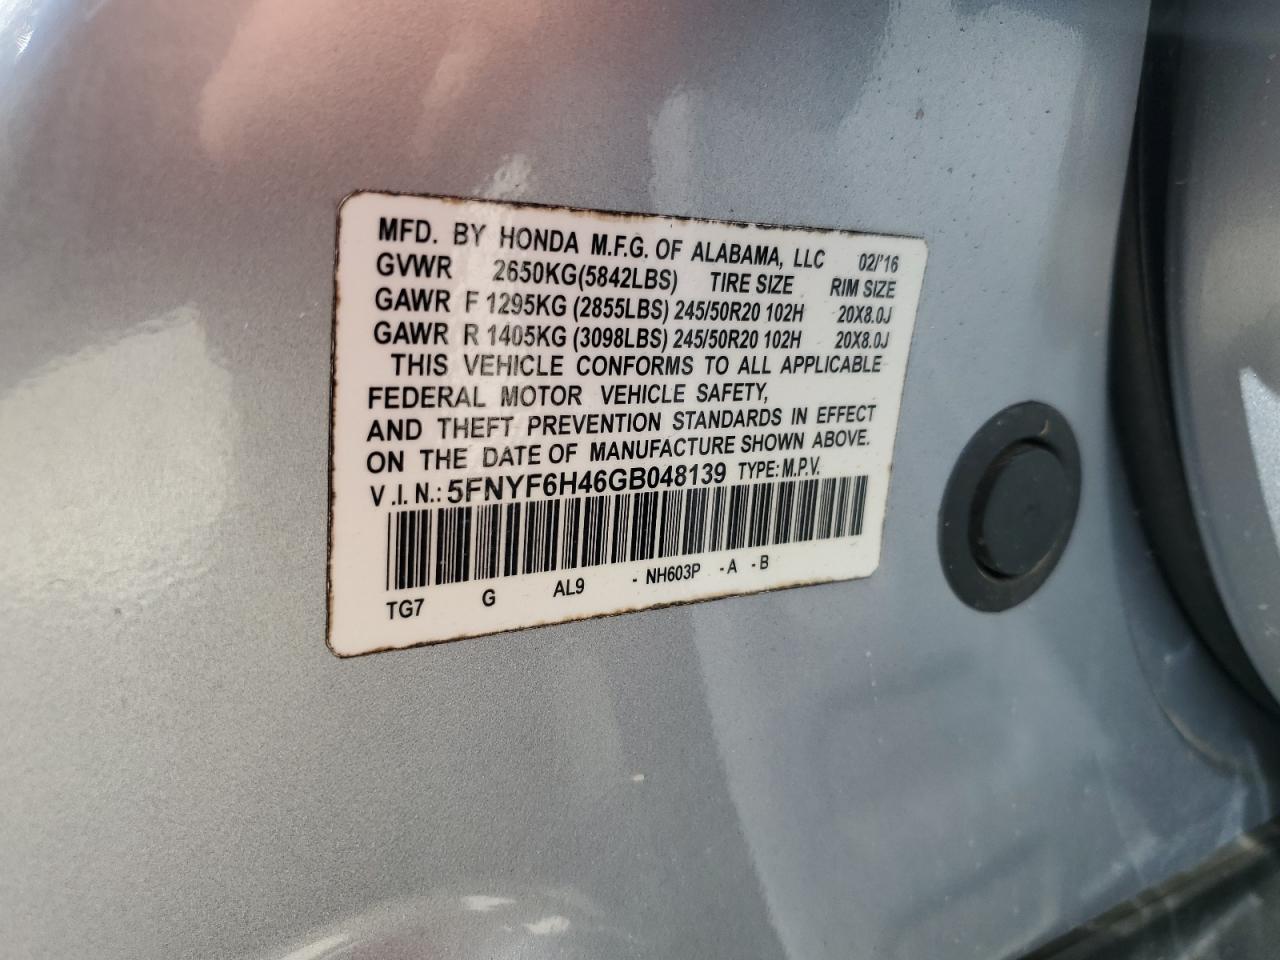 MFD. BY HONDA M.F.G. OF ALABAMA, LLC 02/'16
GVWR 2650KG(5842LBS) TIRE SIZE RIM SIZE
GAWR F 1295KG (2855LBS) 245/50R20 102H 20X8.0J
GAWR R 1405KG (3098LBS) 245/50R20 102H 20X8.0J
THIS VEHICLE CONFORMS TO ALL APPLICABLE
FEDERAL MOTOR VEHICLE SAFETY,
AND THEFT PREVENTION STANDARDS IN EFFECT
ON THE DATE OF MANUFACTURE SHOWN ABOVE.
V.I.N.: 5FNYF6H46GB048139 TYPE: M.P.V.
TG7 G AL9 - NH603P -A -B